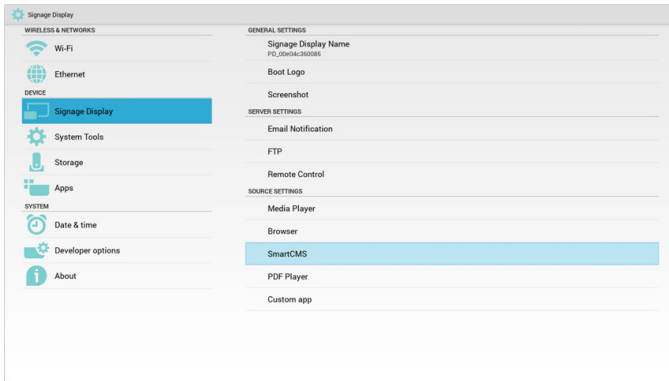 Signage Display
WIRELESS & NETWORKS
Wi-Fi
Ethernet
DEVICE
Signage Display
System Tools
Storage
Apps
SYSTEM
Date & time
Developer options
About
GENERAL SETTINGS
Signage Display Name
PD_00e04c360085
Boot Logo
Screenshot
SERVER SETTINGS
Email Notification
FTP
Remote Control
SOURCE SETTINGS
Media Player
Browser
SmartCMS
PDF Player
Custom app